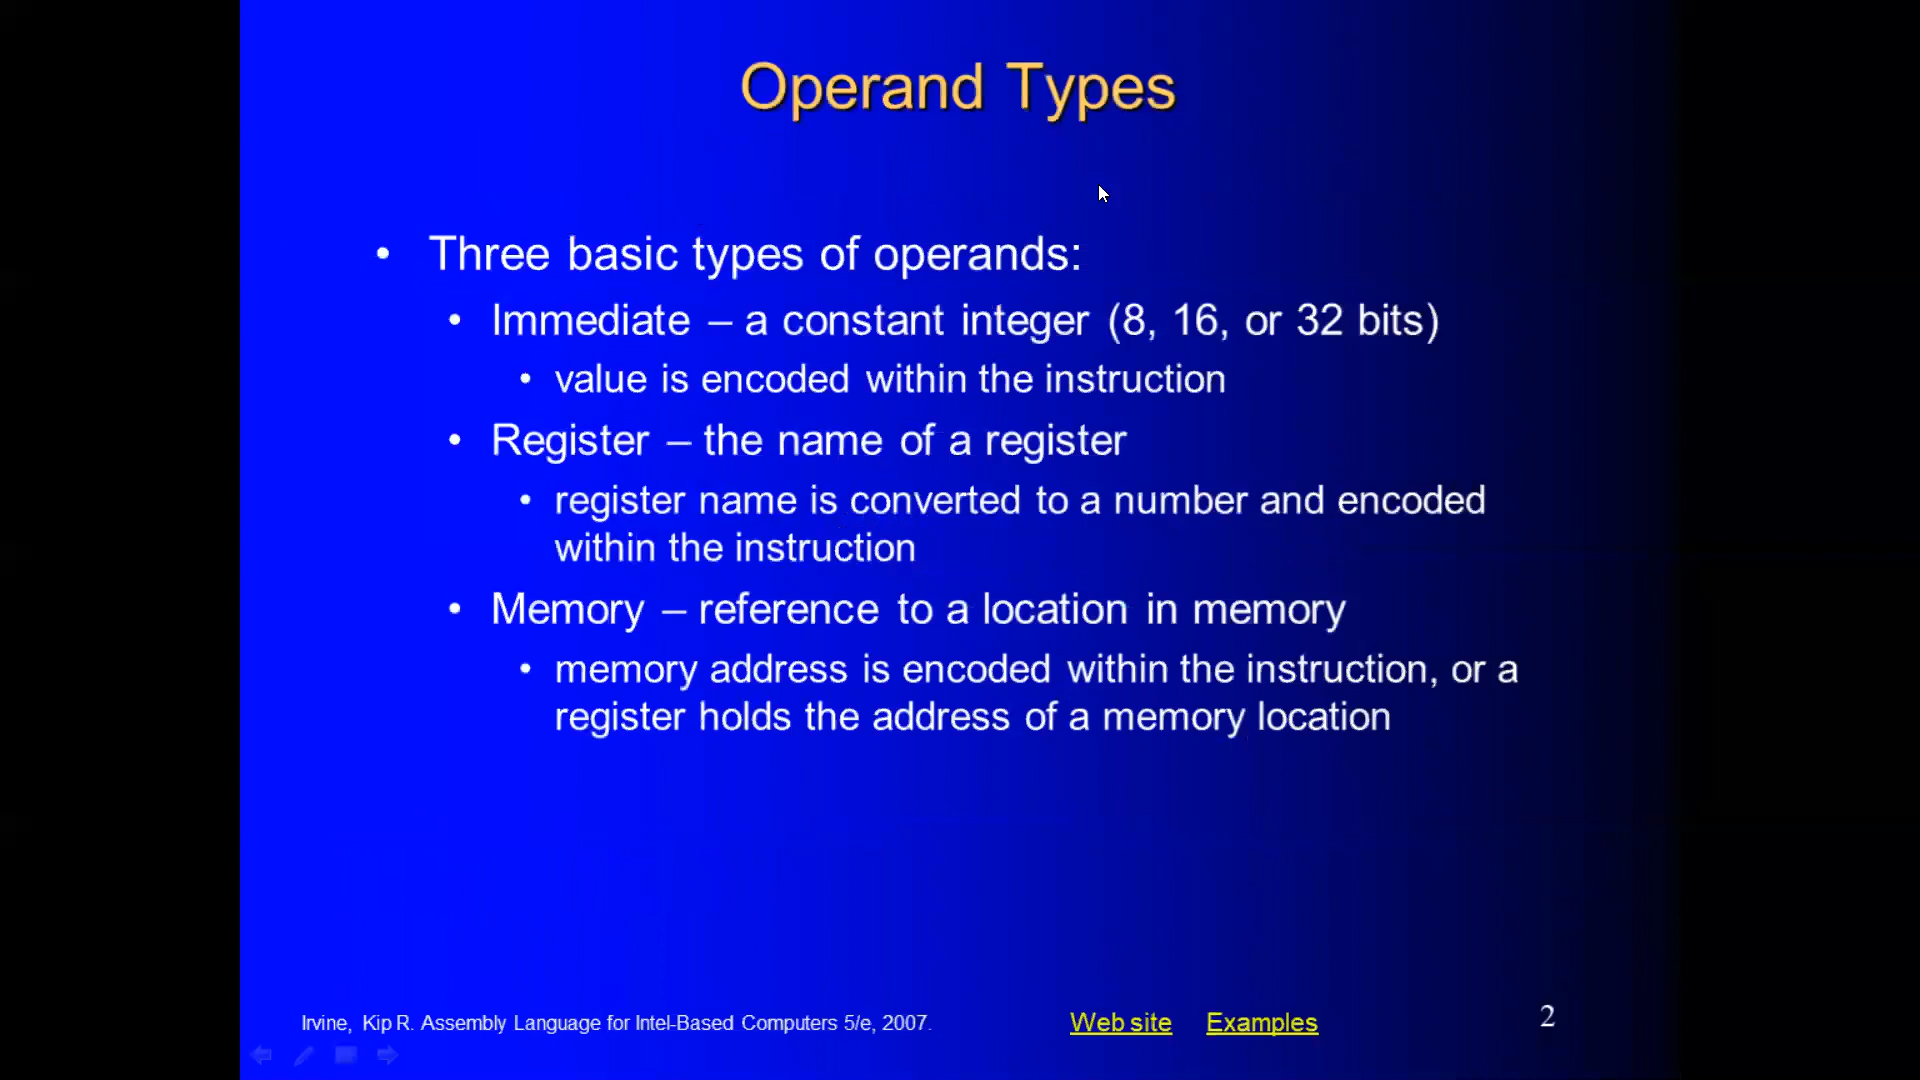 Operand Types
• Three basic types of operands:
• Immediate – a constant integer (8, 16, or 32 bits)
• value is encoded within the instruction
• Register – the name of a register
• register name is converted to a number and encoded
within the instruction
• Memory – reference to a location in memory
• memory address is encoded within the instruction, or a
register holds the address of a memory location
Irvine, Kip R. Assembly Language for Intel-Based Computers 5/e, 2007. Web site Examples 2